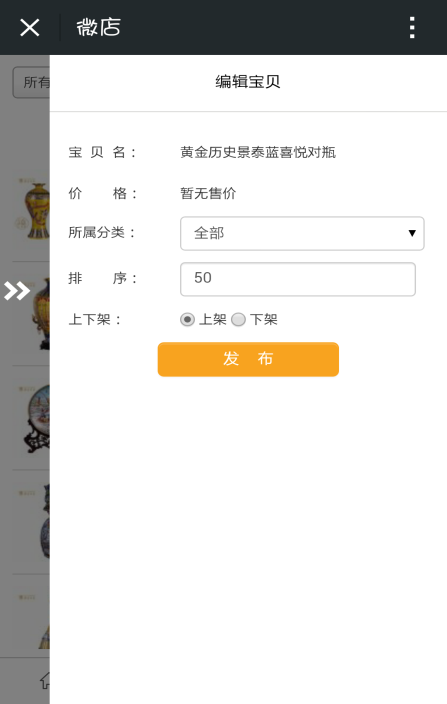 微店
所有
编辑宝贝
宝 贝 名： 黄金历史景泰蓝喜悦对瓶
价 格： 暂无售价
所属分类： 全部
排 序： 50
上下架： 上架 下架
发 布